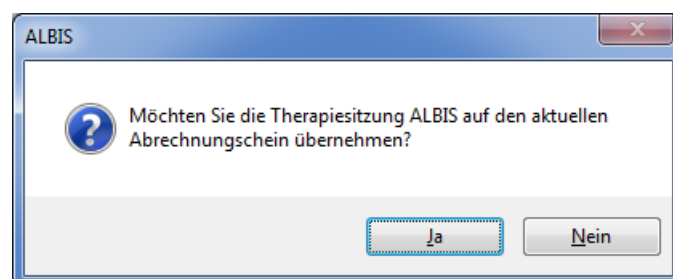 ALBIS
Möchten Sie die Therapiesitzung ALBIS auf den aktuellen
Abrechnungschein übernehmen?
Ja
Nein